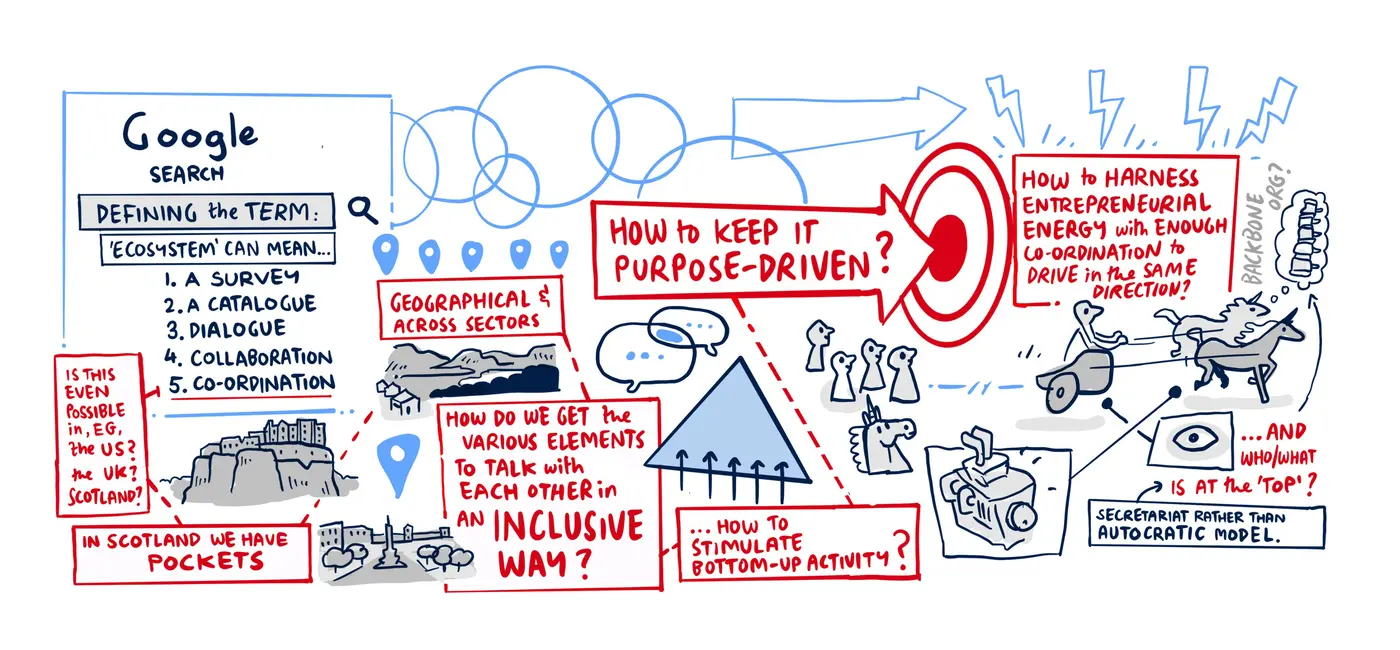 Google
SEARCH
DEFINING the TERM:
'ECOSYSTEM' CAN MEAN...
1. A SURVEY
2. A CATALOGUE
3. DIALOGUE
4. COLLABORATION
5. CO-ORDINATION
IS THIS
EVEN
POSSIBLE
in, EG,
the US?
the UK?
SCOTLAND?
IN SCOTLAND WE HAVE
POCKETS
GEOGRAPHICAL &
ACROSS SECTORS
HOW DO WE GET the
VARIOUS ELEMENTS
TO TALK with
EACH OTHER in
AN INCLUSIVE
WAY?
HOW to KEEP IT
PURPOSE-DRIVEN?
... HOW TO
STIMULATE
BOTTOM-UP ACTIVITY?
HOW to HARNESS
ENTREPRENEURIAL
ENERGY with ENOUGH
CO-ORDINATION to
DRIVE in the SAME
DIRECTION?
BACKBONE
ORG?
...AND
WHO/WHAT
IS AT the 'TOP'?
SECRETARIAT RATHER THAN
AUTOCRATIC MODEL.